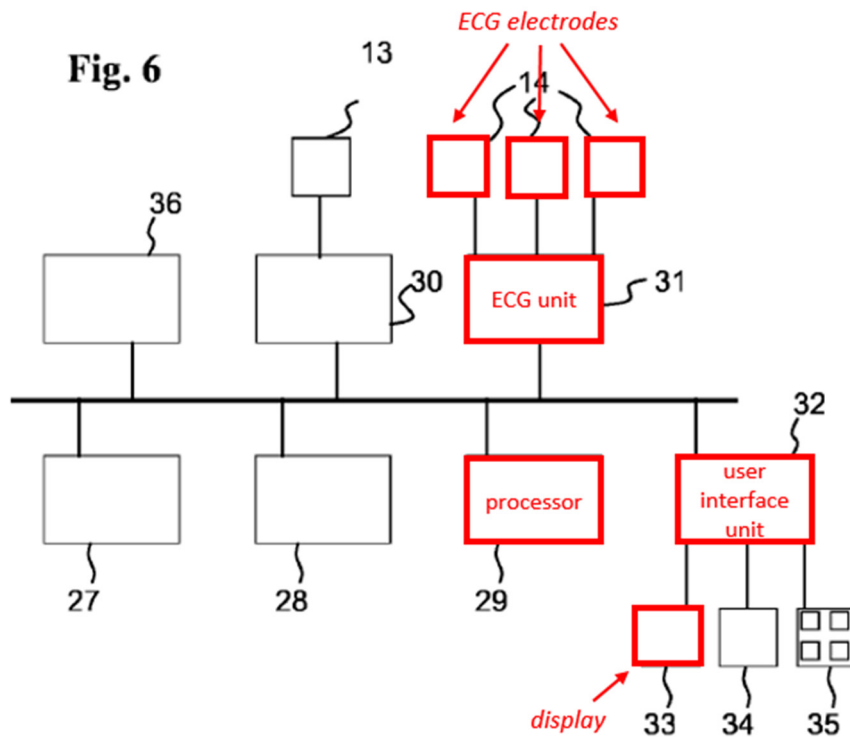 ECG electrodes
Fig. 6
13
14
36
30
ECG unit
31
32
processor
user
interface
unit
27
28
29
display
33
34
35